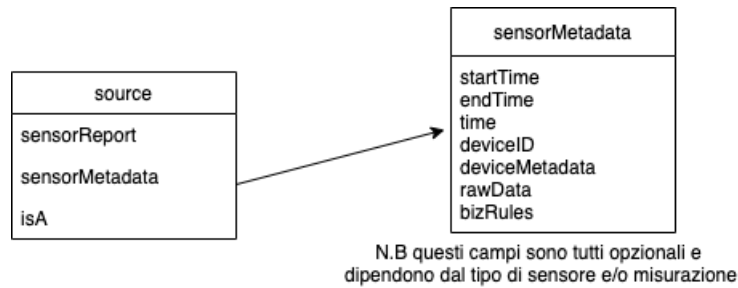 source
sensorReport
sensorMetadata
isA
sensorMetadata
startTime
endTime
time
deviceID
deviceMetadata
rawData
bizRules
N.B questi campi sono tutti opzionali e
dipendono dal tipo di sensore e/o misurazione